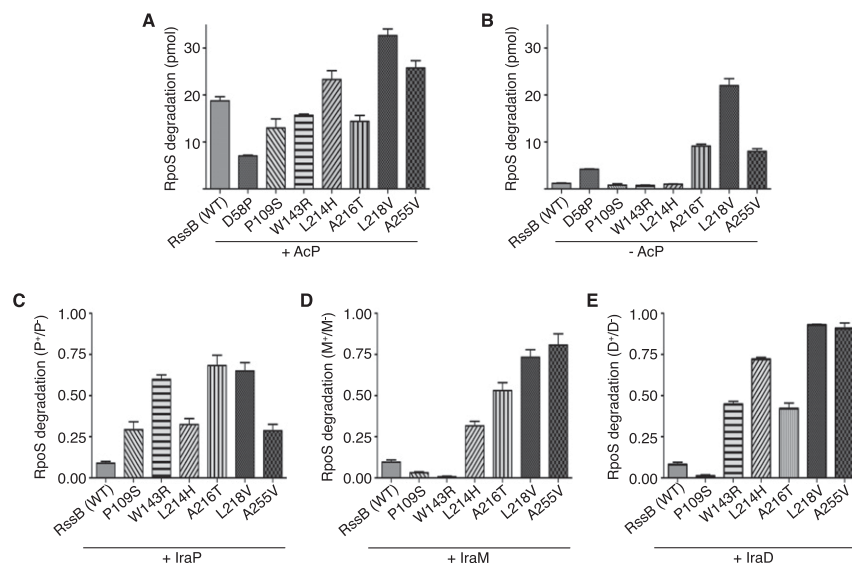 A
RpoS degradation (pmol)
30
20
10
RssB (WT)
D58P
P109S
W143R
L214H
A216T
L218V
A255V
+ AcP
B
RpoS degradation (pmol)
30
20
10
RssB (WT)
D58P
P109S
W143R
L214H
A216T
L218V
A255V
- AcP
C
RpoS degradation (P⁺/P⁻)
1.00
0.75
0.50
0.25
0.00
RssB (WT)
P109S
W143R
L214H
A216T
L218V
A255V
+ IraP
D
RpoS degradation (M⁺/M⁻)
1.00
0.75
0.50
0.25
0.00
RssB (WT)
P109S
W143R
L214H
A216T
L218V
A255V
+ IraM
E
RpoS degradation (D⁺/D⁻)
1.00
0.75
0.50
0.25
0.00
RssB (WT)
P109S
W143R
L214H
A216T
L218V
A255V
+ IraD